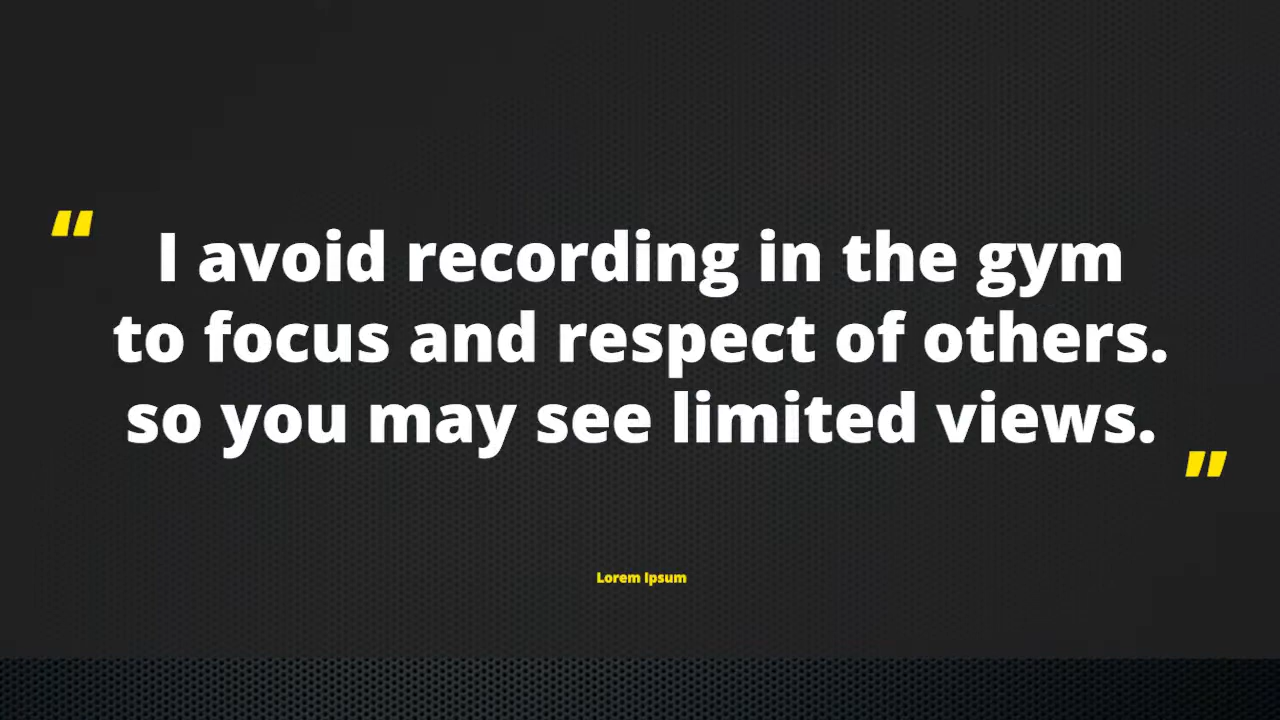 “
I avoid recording in the gym
to focus and respect of others.
so you may see limited views.
”
Lorem Ipsum